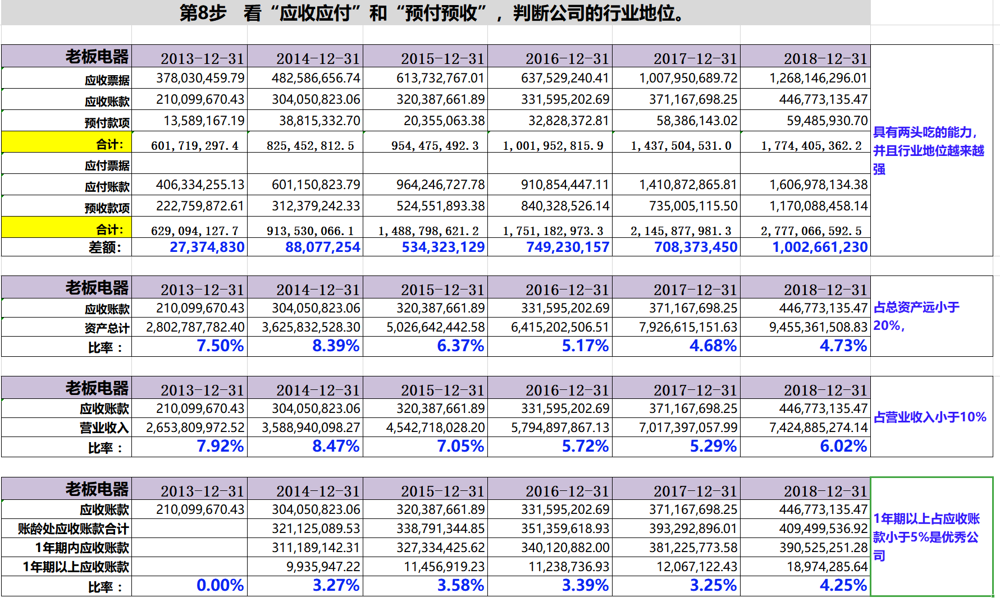 第8步　看“应收应付”和“预付预收”，判断公司的行业地位。
老板电器 2013-12-31 2014-12-31 2015-12-31 2016-12-31 2017-12-31 2018-12-31
应收票据 378,030,459.79 482,586,656.74 613,732,767.01 637,529,240.41 1,007,950,689.72 1,268,146,296.01
应收账款 210,099,670.43 304,050,823.06 320,387,661.89 331,595,202.69 371,167,698.25 446,773,135.47
预付款项 13,589,167.19 38,815,332.70 20,355,063.38 32,828,372.81 58,386,143.02 59,485,930.70
合计： 601,719,297.4 825,452,812.5 954,475,492.3 1,001,952,815.9 1,437,504,531.0 1,774,405,362.2
应付票据
应付账款 406,334,255.13 601,150,823.79 964,246,727.78 910,854,447.11 1,410,872,865.81 1,606,978,134.38
预收款项 222,759,872.61 312,379,242.33 524,551,893.38 840,328,526.14 735,005,115.50 1,170,088,458.14
合计： 629,094,127.7 913,530,066.1 1,488,798,621.2 1,751,182,973.3 2,145,877,981.3 2,777,066,592.5
差额： 27,374,830 88,077,254 534,323,129 749,230,157 708,373,450 1,002,661,230
具有两头吃的能力，
并且行业地位越来越
强
老板电器 2013-12-31 2014-12-31 2015-12-31 2016-12-31 2017-12-31 2018-12-31
应收账款 210,099,670.43 304,050,823.06 320,387,661.89 331,595,202.69 371,167,698.25 446,773,135.47
资产总计 2,802,787,782.40 3,625,832,528.30 5,026,642,442.58 6,415,202,506.51 7,926,615,151.63 9,455,361,508.83
比率： 7.50% 8.39% 6.37% 5.17% 4.68% 4.73%
占总资产远小于
20%，
老板电器 2013-12-31 2014-12-31 2015-12-31 2016-12-31 2017-12-31 2018-12-31
应收账款 210,099,670.43 304,050,823.06 320,387,661.89 331,595,202.69 371,167,698.25 446,773,135.47
营业收入 2,653,809,972.52 3,588,940,098.27 4,542,718,028.20 5,794,897,867.13 7,017,397,057.99 7,424,885,274.14
比率： 7.92% 8.47% 7.05% 5.72% 5.29% 6.02%
占营业收入小于10%
老板电器 2013-12-31 2014-12-31 2015-12-31 2016-12-31 2017-12-31 2018-12-31
应收账款 210,099,670.43 304,050,823.06 320,387,661.89 331,595,202.69 371,167,698.25 446,773,135.47
账龄处应收账款合计 321,125,089.53 338,791,344.85 351,359,618.93 393,292,896.01 409,499,536.92
1年期内应收账款 311,189,142.31 327,334,425.62 340,120,882.00 381,225,773.58 390,525,251.28
1年期以上应收账款 9,935,947.22 11,456,919.23 11,238,736.93 12,067,122.43 18,974,285.64
比率： 0.00% 3.27% 3.58% 3.39% 3.25% 4.25%
1年期以上占应收账
款小于5%是优秀公
司